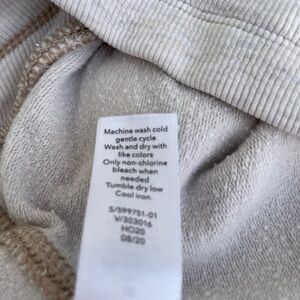 Machine wash cold
gentle cycle
Wash and dry with
like colors
Only non-chlorine
bleach when
needed
Tumble dry low
Cool iron.
S/599751-01
V/303016
HO20
08/20